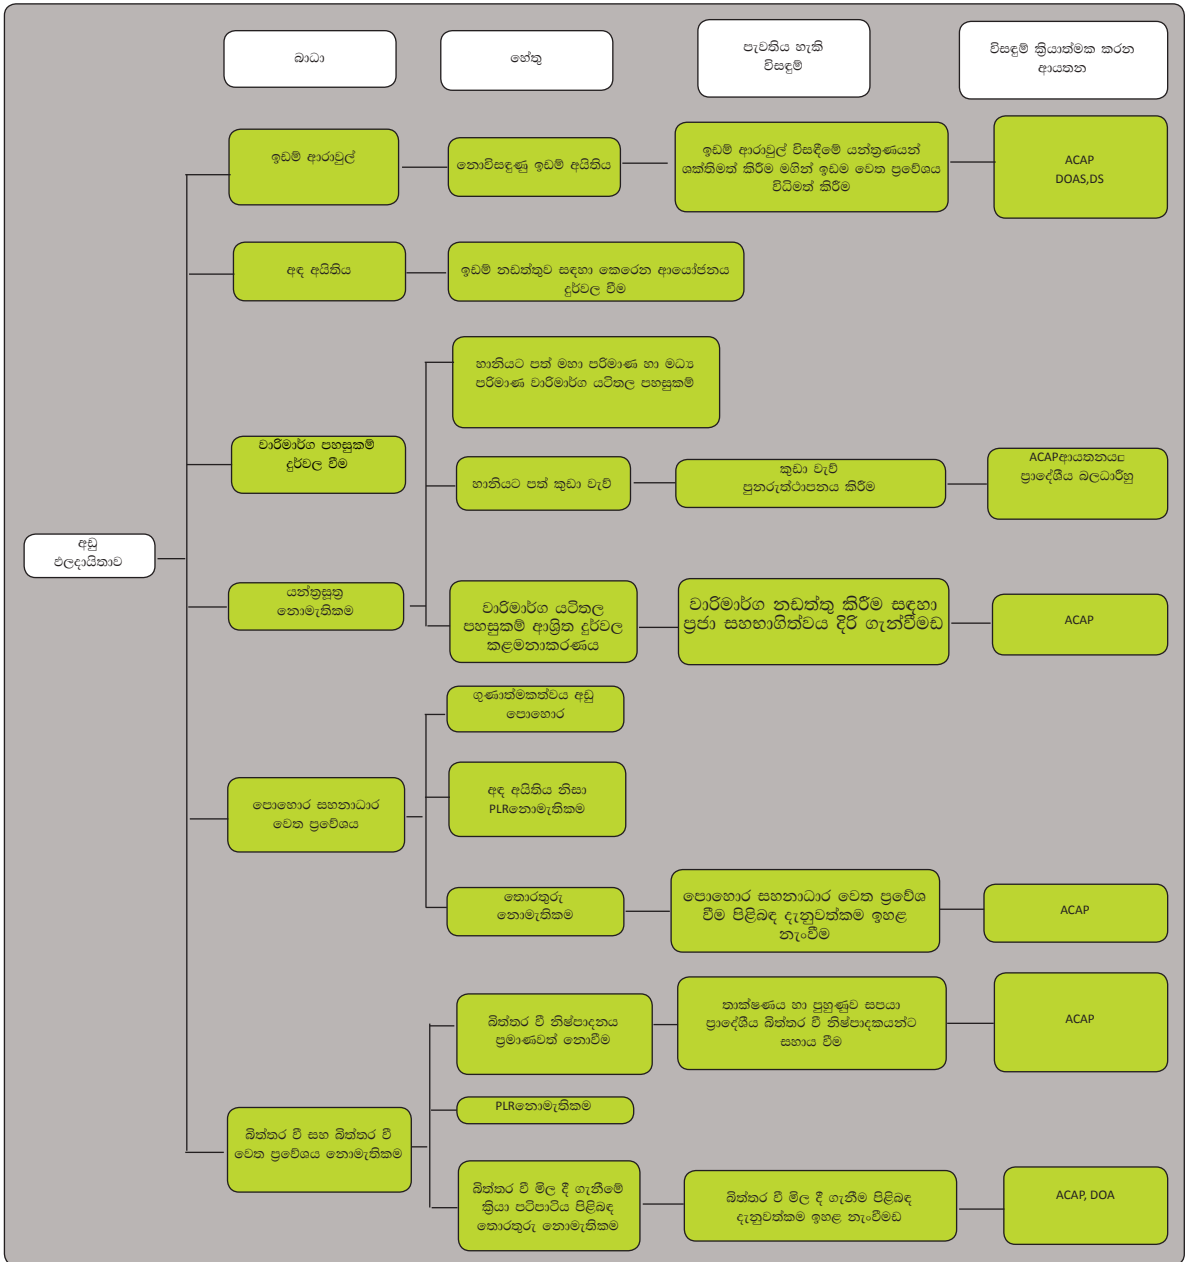 බාධා
හේතු
පැවතිය හැකි
විසඳුම්
විසඳුම් ක්‍රියාත්මක කරන
ආයතන
ඉඩම් ආරාවුල්
නොවිසඳුණු ඉඩම් අයිතිය
ඉඩම් ආරාවුල් විසඳීමේ යන්ත්‍රණයන්
ශක්තිමත් කිරීම මගින් ඉඩම වෙත ප්‍රවේශය
විධිමත් කිරීම
ACAP
DOAS,DS
අඳ අයිතිය
ඉඩම් නඩත්තුව සඳහා කෙරෙන ආයෝජනය
දුර්වල වීම
හානියට පත් මහා පරිමාණ හා මධ්‍ය
පරිමාණ වාරිමාර්ග යටිතල පහසුකම්
වාරිමාර්ග පහසුකම්
දුර්වල වීම
හානියට පත් කුඩා වැව්
කුඩා වැව්
පුනරුත්ථාපනය කිරීම
ACAPආයතනය
ප්‍රාදේශීය බලධාරීහු
අඩු
ඵලදායිතාව
යන්ත්‍රසූත්‍ර
නොමැතිකම
වාරිමාර්ග යටිතල
පහසුකම් ආශ්‍රිත දුර්වල
කළමනාකරණය
වාරිමාර්ග නඩත්තු කිරීම සඳහා
ප්‍රජා සහභාගිත්වය දිරි ගැන්වීමඩ
ACAP
ගුණාත්මකත්වය අඩු
පොහොර
පොහොර සහනාධාර
වෙත ප්‍රවේශය
අඳ අයිතිය නිසා
PLRනොමැතිකම
තොරතුරු
නොමැතිකම
පොහොර සහනාධාර වෙත ප්‍රවේශ
වීම පිළිබඳ දැනුවත්කම ඉහළ
නැංවීම
ACAP
බිත්තර වී නිෂ්පාදනය
ප්‍රමාණවත් නොවීම
තාක්ෂණය හා පුහුණුව සපයා
ප්‍රාදේශීය බිත්තර වී නිෂ්පාදකයන්ට
සහාය වීම
ACAP
PLRනොමැතිකම
බිත්තර වී සහ බිත්තර වී
වෙත ප්‍රවේශය නොමැතිකම
බිත්තර වී මිල දී ගැනීමේ
ක්‍රියා පටිපාටිය පිළිබඳ
තොරතුරු නොමැතිකම
බිත්තර වී මිල දී ගැනීම පිළිබඳ
දැනුවත්කම ඉහළ නැංවීමඩ
ACAP, DOA